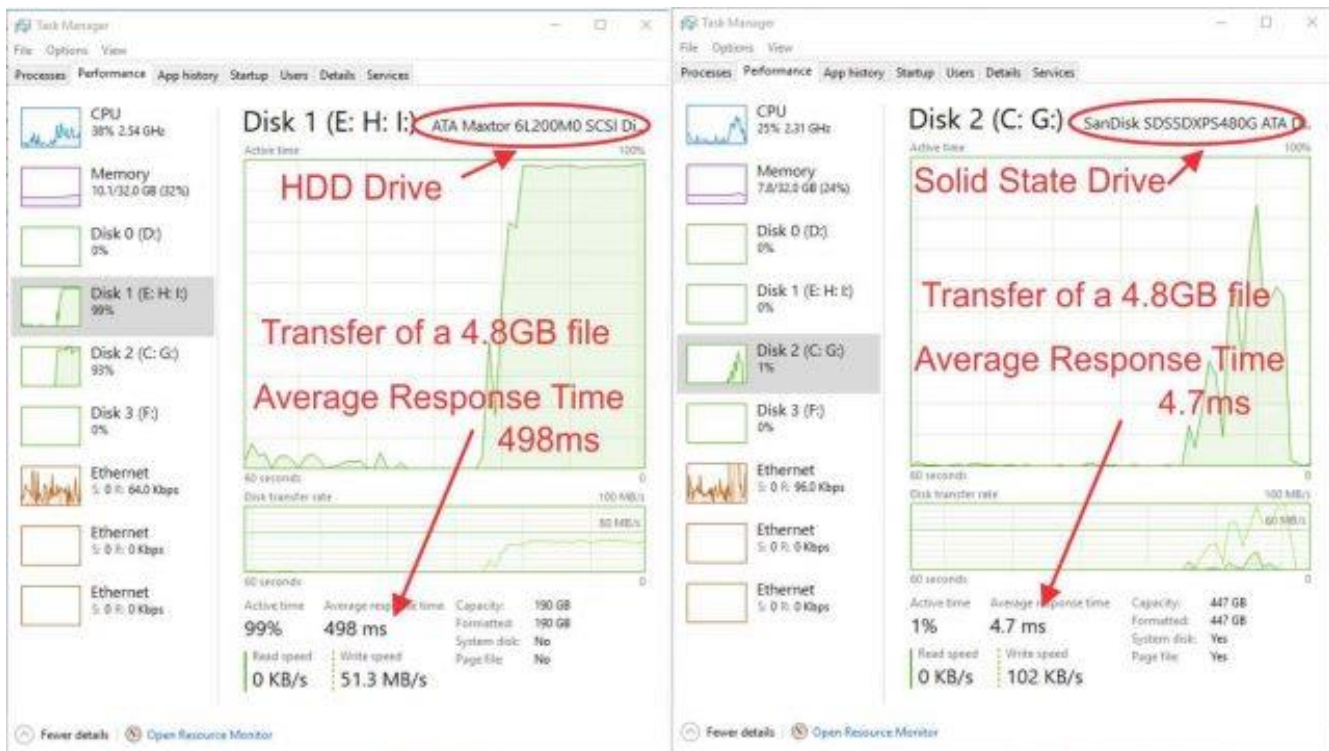 Task Manager
File Options View
Processes Performance App history Startup Users Details Services
CPU
38% 2.54 GHz
Memory
10.1/32.0 GB (32%)
Disk 0 (D:)
0%
Disk 1 (E: H: I:)
99%
Disk 2 (C: G:)
93%
Disk 3 (F:)
0%
Ethernet
S: 0 R: 64.0 Kbps
Ethernet
S: 0 R: 0 Kbps
Ethernet
S: 0 R: 0 Kbps
Disk 1 (E: H: I:) ATA Maxtor 6L200M0 SCSI Di...
Active time 100%
HDD Drive
Transfer of a 4.8GB file
Average Response Time
498ms
60 seconds 0
Disk transfer rate 100 MB/s
80 MB/s
60 seconds 0
Active time Average response time Capacity: 190 GB
99% 498 ms Formatted: 190 GB
System disk: No
Read speed Write speed Page file: No
0 KB/s 51.3 MB/s
Fewer details Open Resource Monitor
Task Manager
File Options View
Processes Performance App history Startup Users Details Services
CPU
25% 2.31 GHz
Memory
7.8/32.0 GB (24%)
Disk 0 (D:)
0%
Disk 1 (E: H: I:)
0%
Disk 2 (C: G:)
1%
Disk 3 (F:)
0%
Ethernet
S: 0 R: 96.0 Kbps
Ethernet
S: 0 R: 0 Kbps
Ethernet
S: 0 R: 0 Kbps
Disk 2 (C: G:) SanDisk SDSSDXPS480G ATA D...
Active time 100%
Solid State Drive
Transfer of a 4.8GB file
Average Response Time
4.7ms
60 seconds 0
Disk transfer rate 100 MB/s
60 MB/s
60 seconds 0
Active time Average response time Capacity: 447 GB
1% 4.7 ms Formatted: 447 GB
System disk: Yes
Read speed Write speed Page file: Yes
0 KB/s 102 KB/s
Fewer details Open Resource Monitor